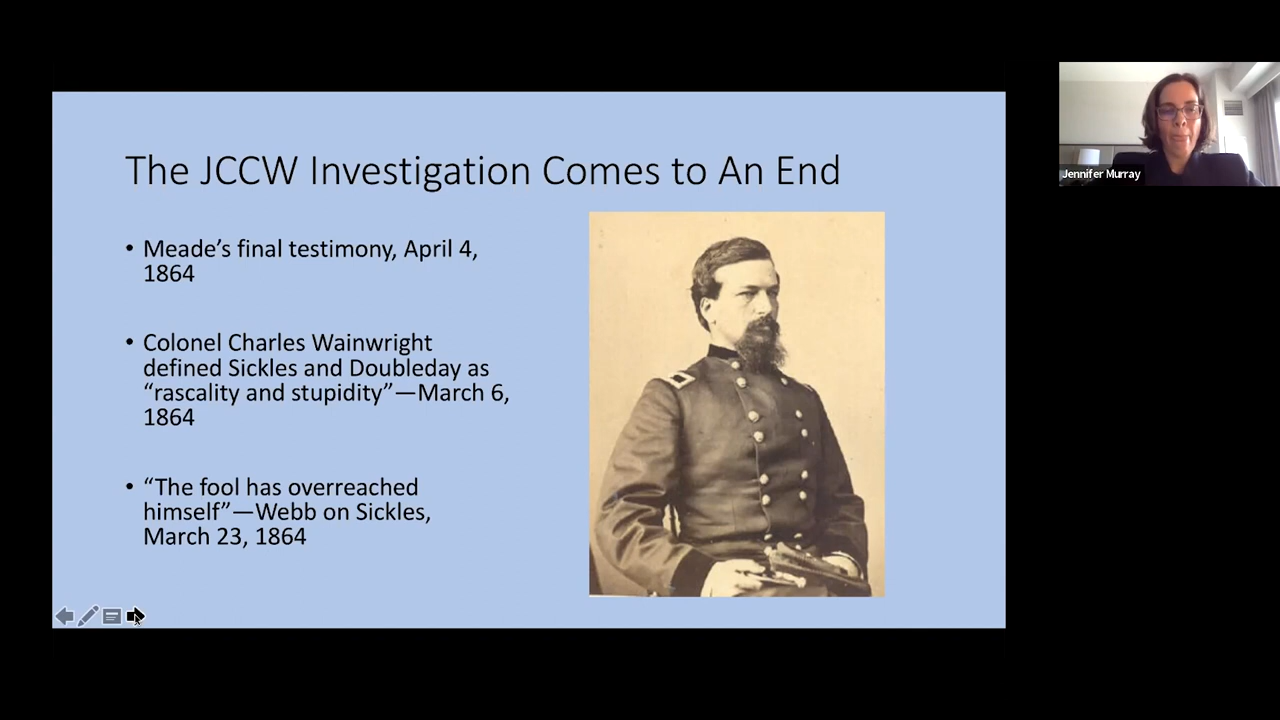 The JCCW Investigation Comes to An End
• Meade’s final testimony, April 4,
1864
• Colonel Charles Wainwright
defined Sickles and Doubleday as
“rascality and stupidity”—March 6,
1864
• “The fool has overreached
himself”—Webb on Sickles,
March 23, 1864
Jennifer Murray